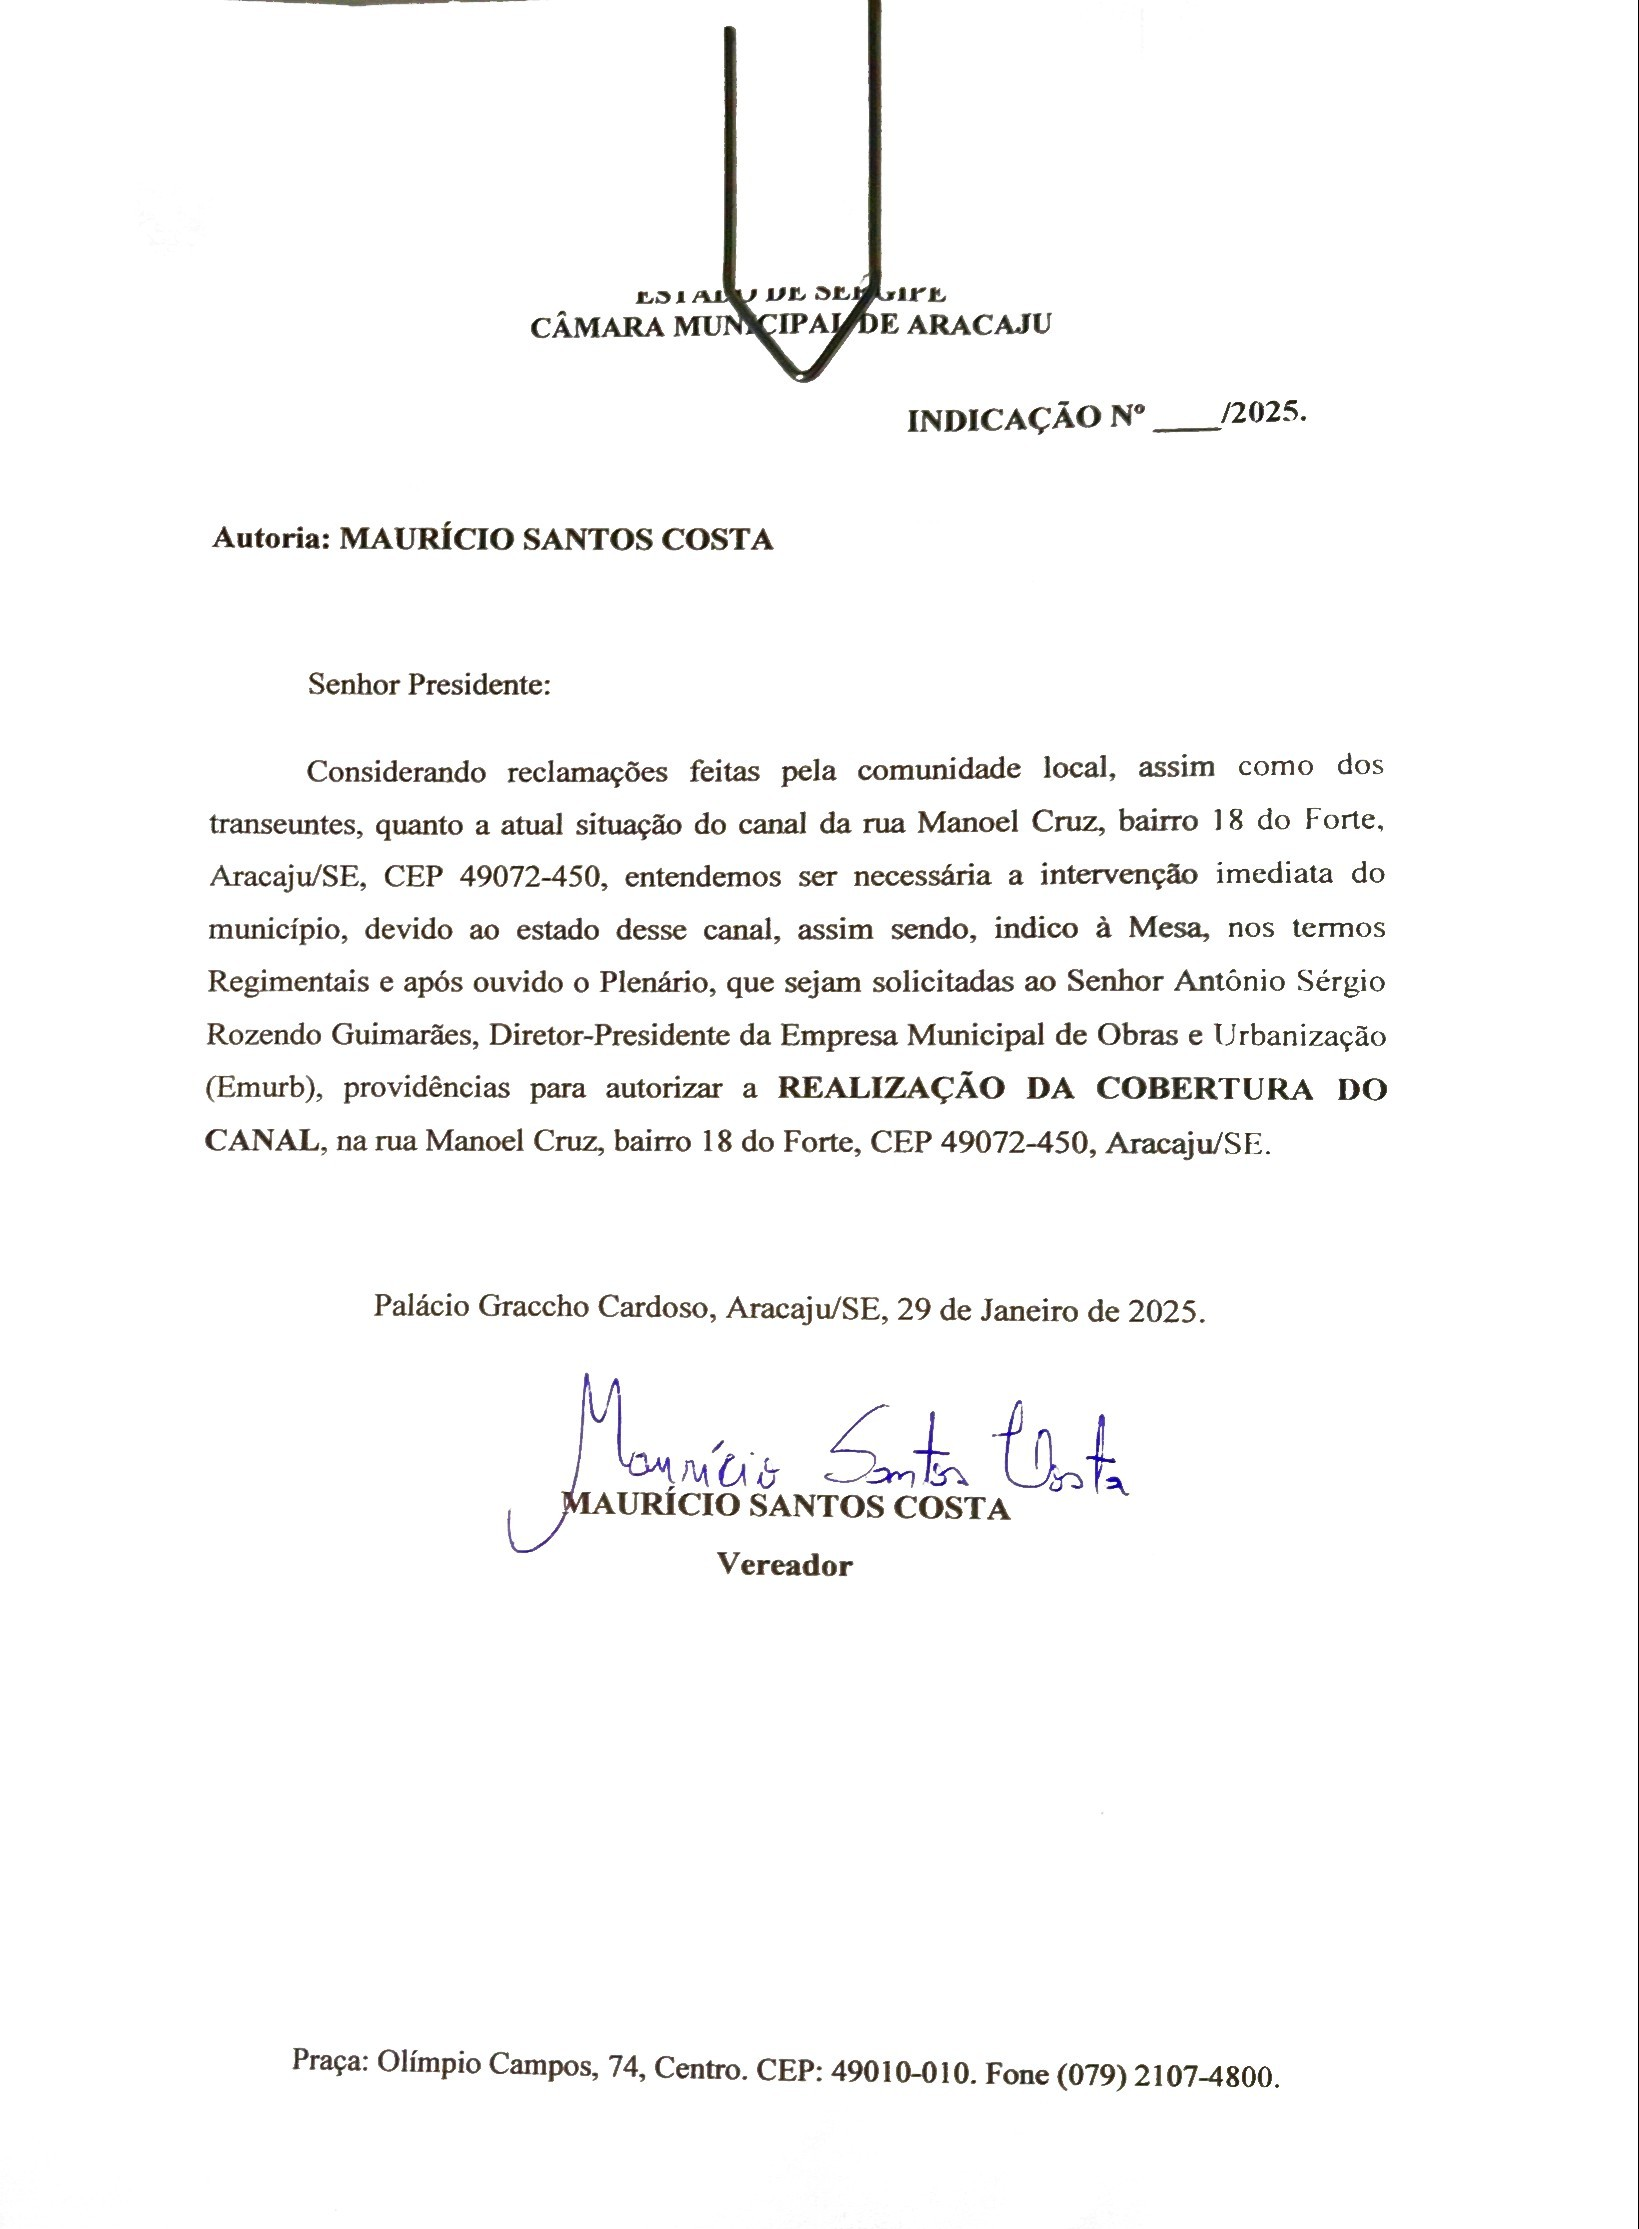 ESTADO DE SERGIPE
CÂMARA MUNICIPAL DE ARACAJU
INDICAÇÃO Nº ____/2025.
Autoria: MAURÍCIO SANTOS COSTA
Senhor Presidente:
Considerando reclamações feitas pela comunidade local, assim como dos
transeuntes, quanto a atual situação do canal da rua Manoel Cruz, bairro 18 do Forte,
Aracaju/SE, CEP 49072-450, entendemos ser necessária a intervenção imediata do
município, devido ao estado desse canal, assim sendo, indico à Mesa, nos termos
Regimentais e após ouvido o Plenário, que sejam solicitadas ao Senhor Antônio Sérgio
Rozendo Guimarães, Diretor-Presidente da Empresa Municipal de Obras e Urbanização
(Emurb), providências para autorizar a REALIZAÇÃO DA COBERTURA DO
CANAL, na rua Manoel Cruz, bairro 18 do Forte, CEP 49072-450, Aracaju/SE.
Palácio Graccho Cardoso, Aracaju/SE, 29 de Janeiro de 2025.
Maurício Santos Costa
MAURÍCIO SANTOS COSTA
Vereador
Praça: Olímpio Campos, 74, Centro. CEP: 49010-010. Fone (079) 2107-4800.